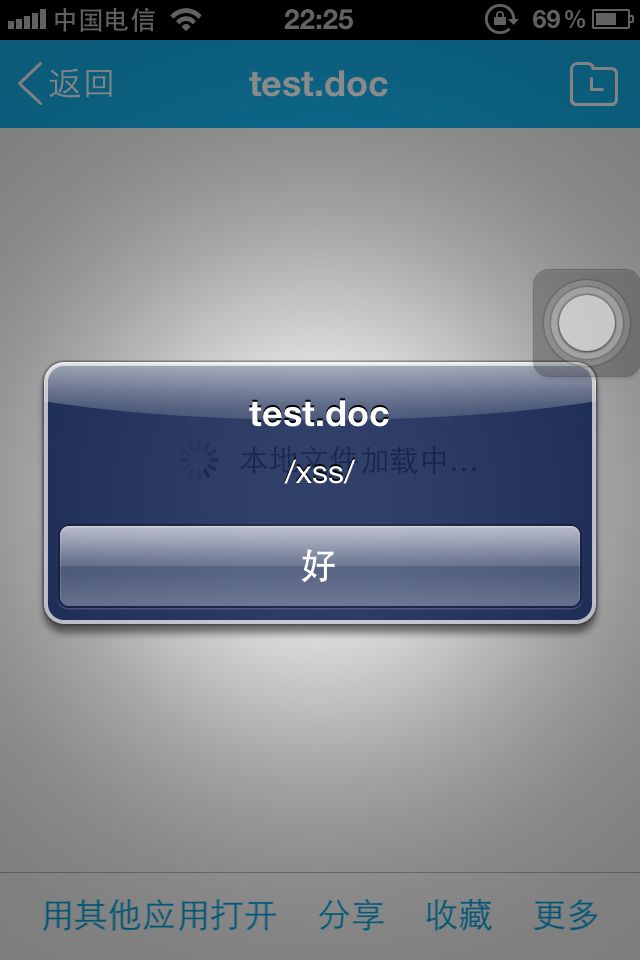 中国电信 22:25 69%
返回 test.doc
test.doc
本地文件加载中...
/xss/
好
用其他应用打开 分享 收藏 更多